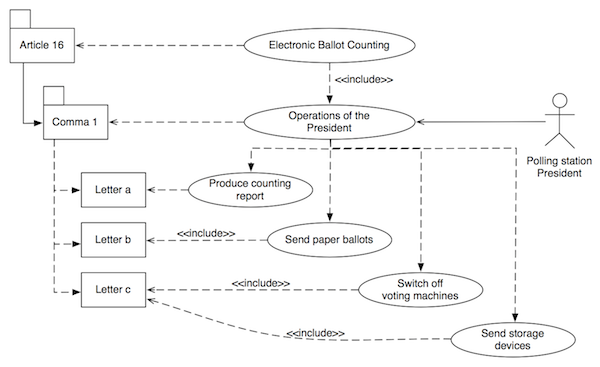 Article 16
Electronic Ballot Counting
<<include>>
Comma 1
Operations of the
President
Polling station
President
Letter a
Produce counting
report
Letter b
<<include>>
Send paper ballots
Letter c
<<include>>
Switch off
voting machines
<<include>>
Send storage
devices